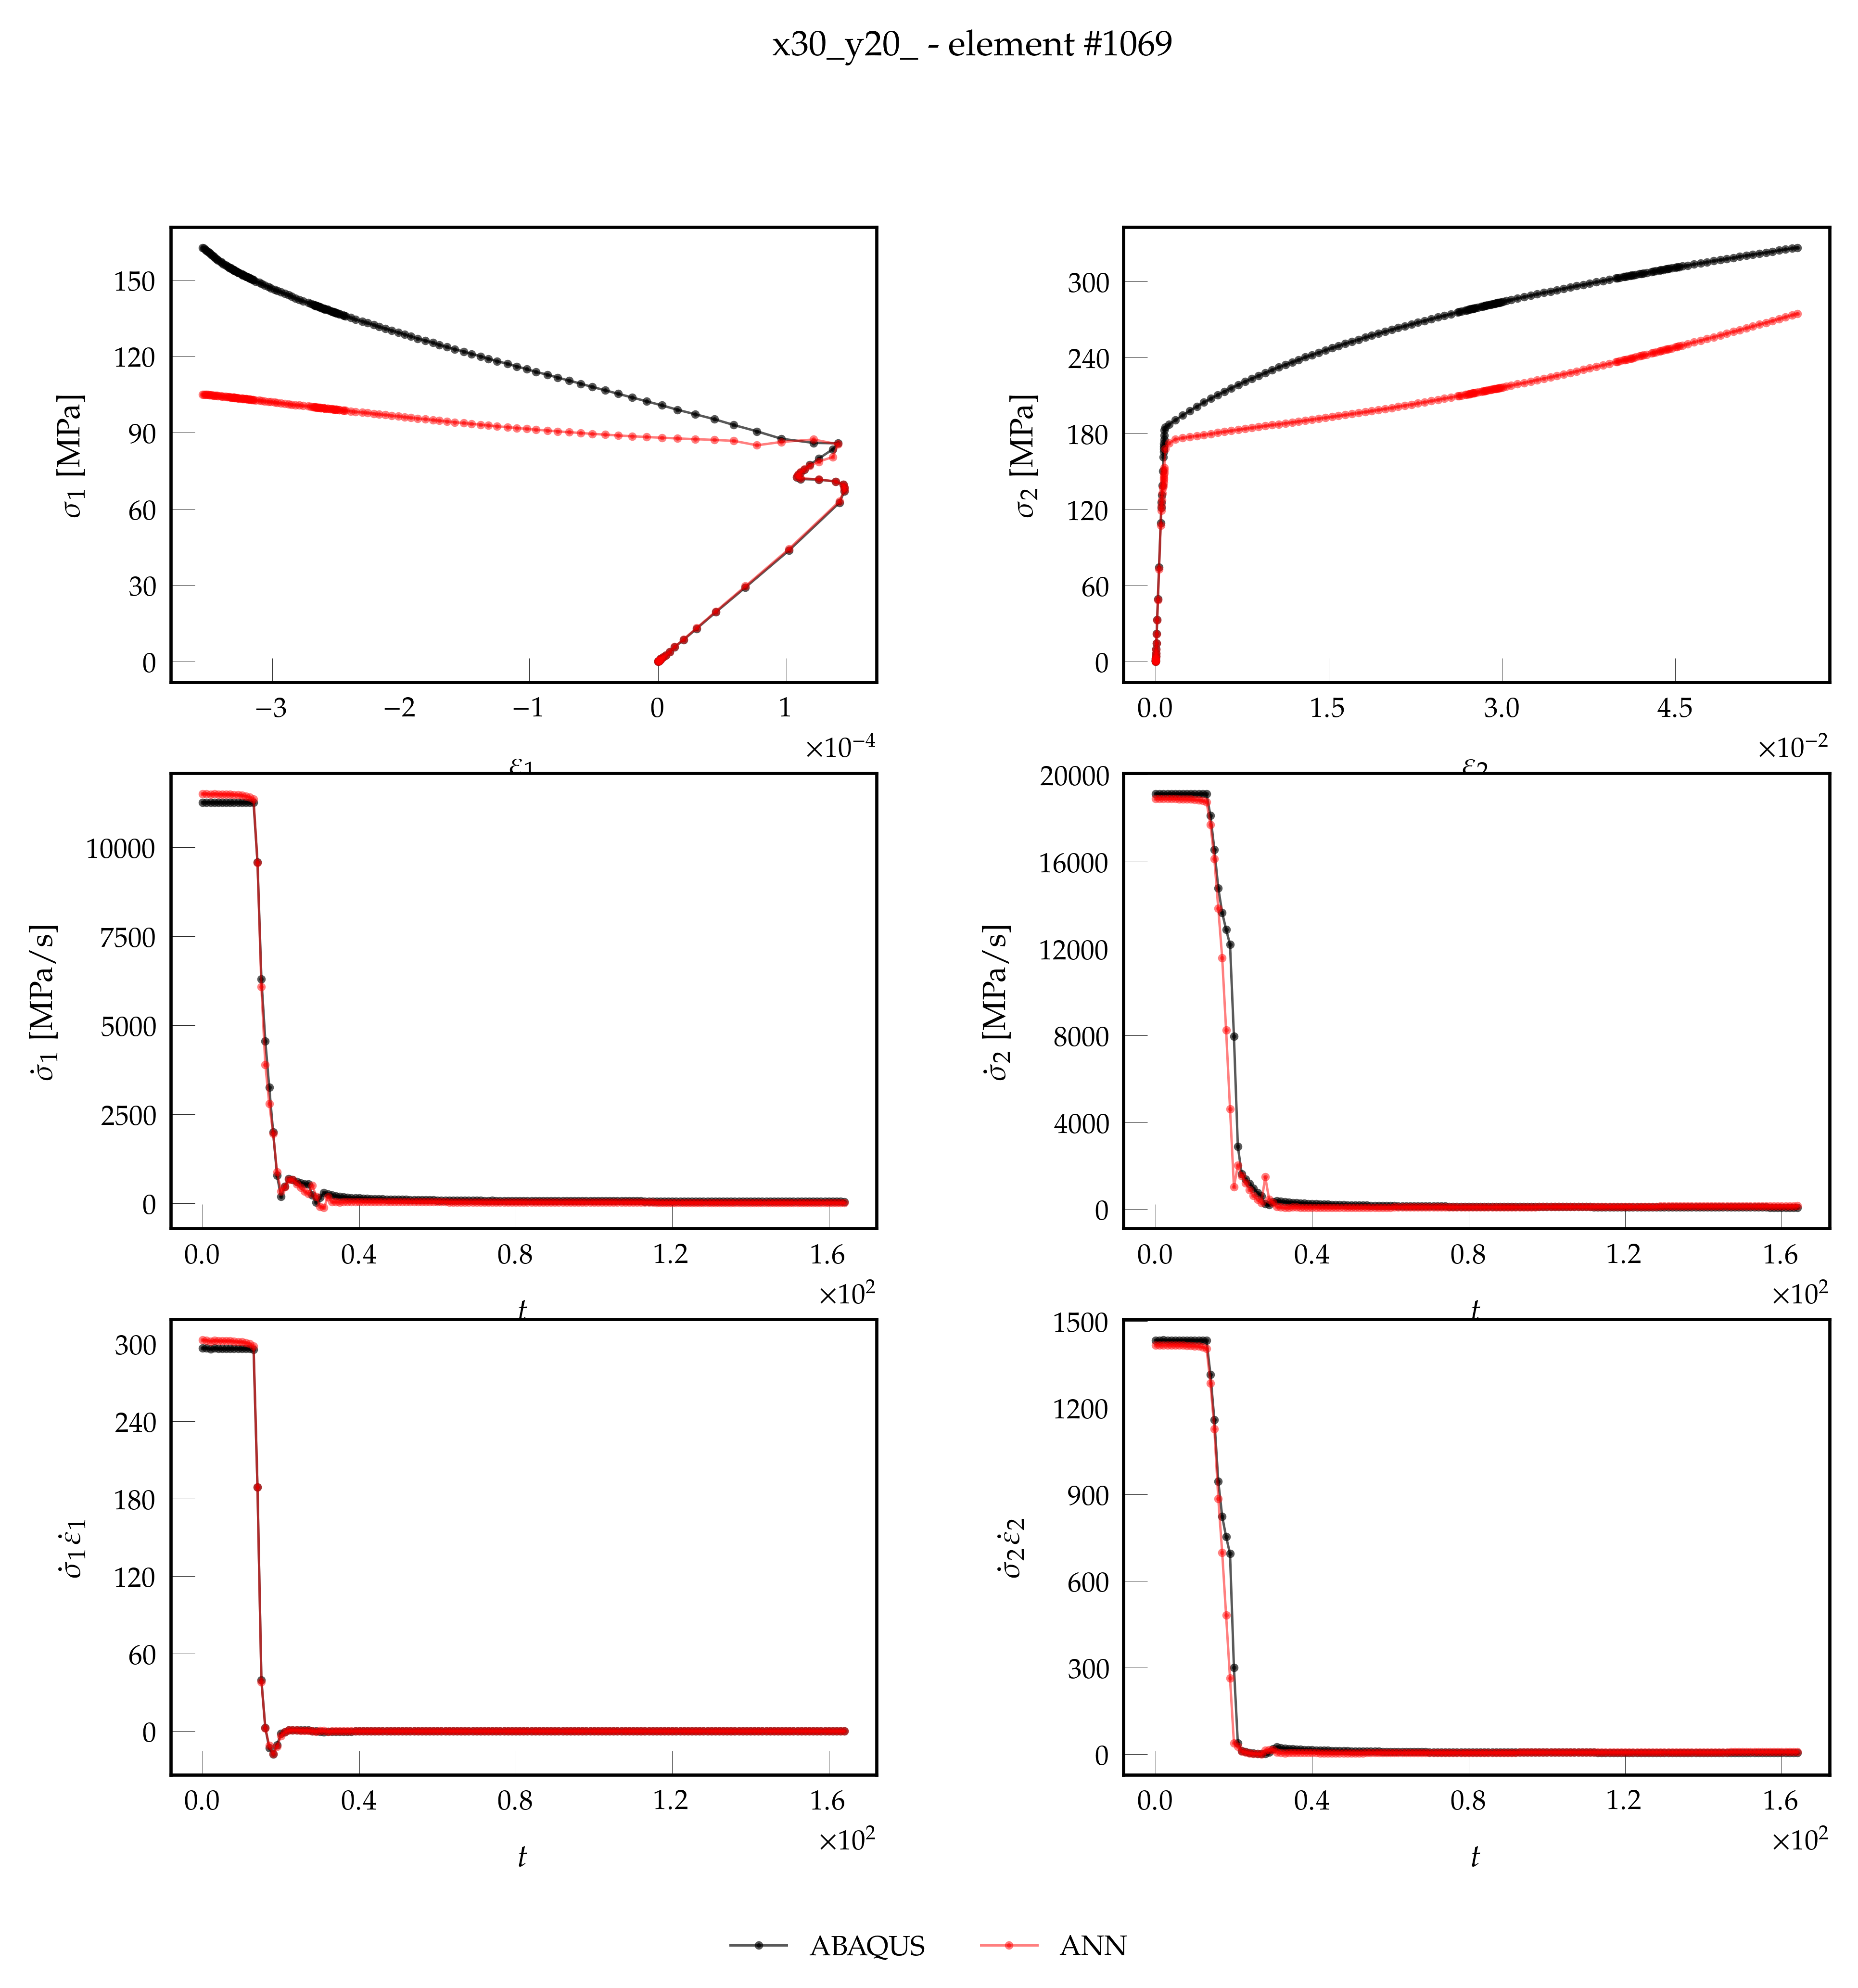 x30_y20_ - element #1069
σ₁ [MPa]
150
120
90
60
30
0
−3 −2 −1 0 1
×10⁻⁴
ε₁
σ₂ [MPa]
300
240
180
120
60
0
0.0 1.5 3.0 4.5
×10⁻²
ε₂
σ̇₁ [MPa/s]
10000
7500
5000
2500
0
0.0 0.4 0.8 1.2 1.6
×10²
t
σ̇₂ [MPa/s]
20000
16000
12000
8000
4000
0
0.0 0.4 0.8 1.2 1.6
×10²
t
σ̇₁ε̇₁
300
240
180
120
60
0
0.0 0.4 0.8 1.2 1.6
×10²
t
σ̇₂ε̇₂
1500
1200
900
600
300
0
0.0 0.4 0.8 1.2 1.6
×10²
t
ABAQUS ANN